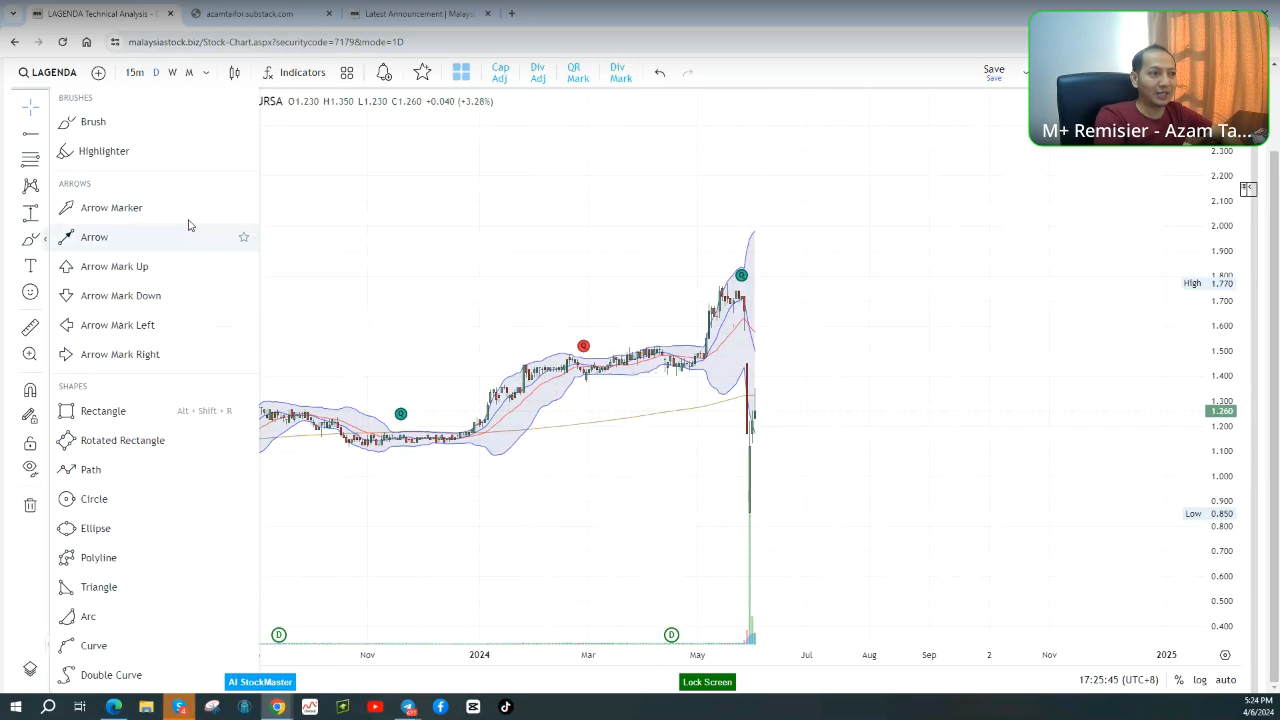 LAGENDA Technical Analysis - L
azamtaifor.substack.com
Latest Announcement | Malays
malaysiastock.biz/Stock-Chart.aspx?securitycode=7179&mode=1D
LAGENDA
15m D W M
Indicators
Cap Adj
Div Adj
QR Mark
Div Mark
Save
Save
M+ Remisier - Azam Ta...
URSA O1.230 H1.350 L1.230 C1.260 +0.040 (+3.28%)
BRUSHES
Brush
Highlighter
ARROWS
Arrow Marker
Arrow
Arrow Mark Up
Arrow Mark Down
Arrow Mark Left
Arrow Mark Right
SHAPES
Rectangle Alt + Shift + R
Rotated Rectangle
Path
Circle
Ellipse
Polyline
Triangle
Arc
Curve
Double Curve
Q
Q
Q
D
D
2.300
2.200
2.100
2.000
1.900
1.800
High 1.770
1.700
1.600
1.500
1.400
1.300
1.260
1.200
1.100
1.000
0.900
Low 0.850
0.800
0.700
0.600
0.500
0.400
Nov 2024 Mar May Jul Aug Sep 2 Nov 2025
AI StockMaster
Lock Screen
17:25:45 (UTC+8) % log auto
5:24 PM
4/6/2024